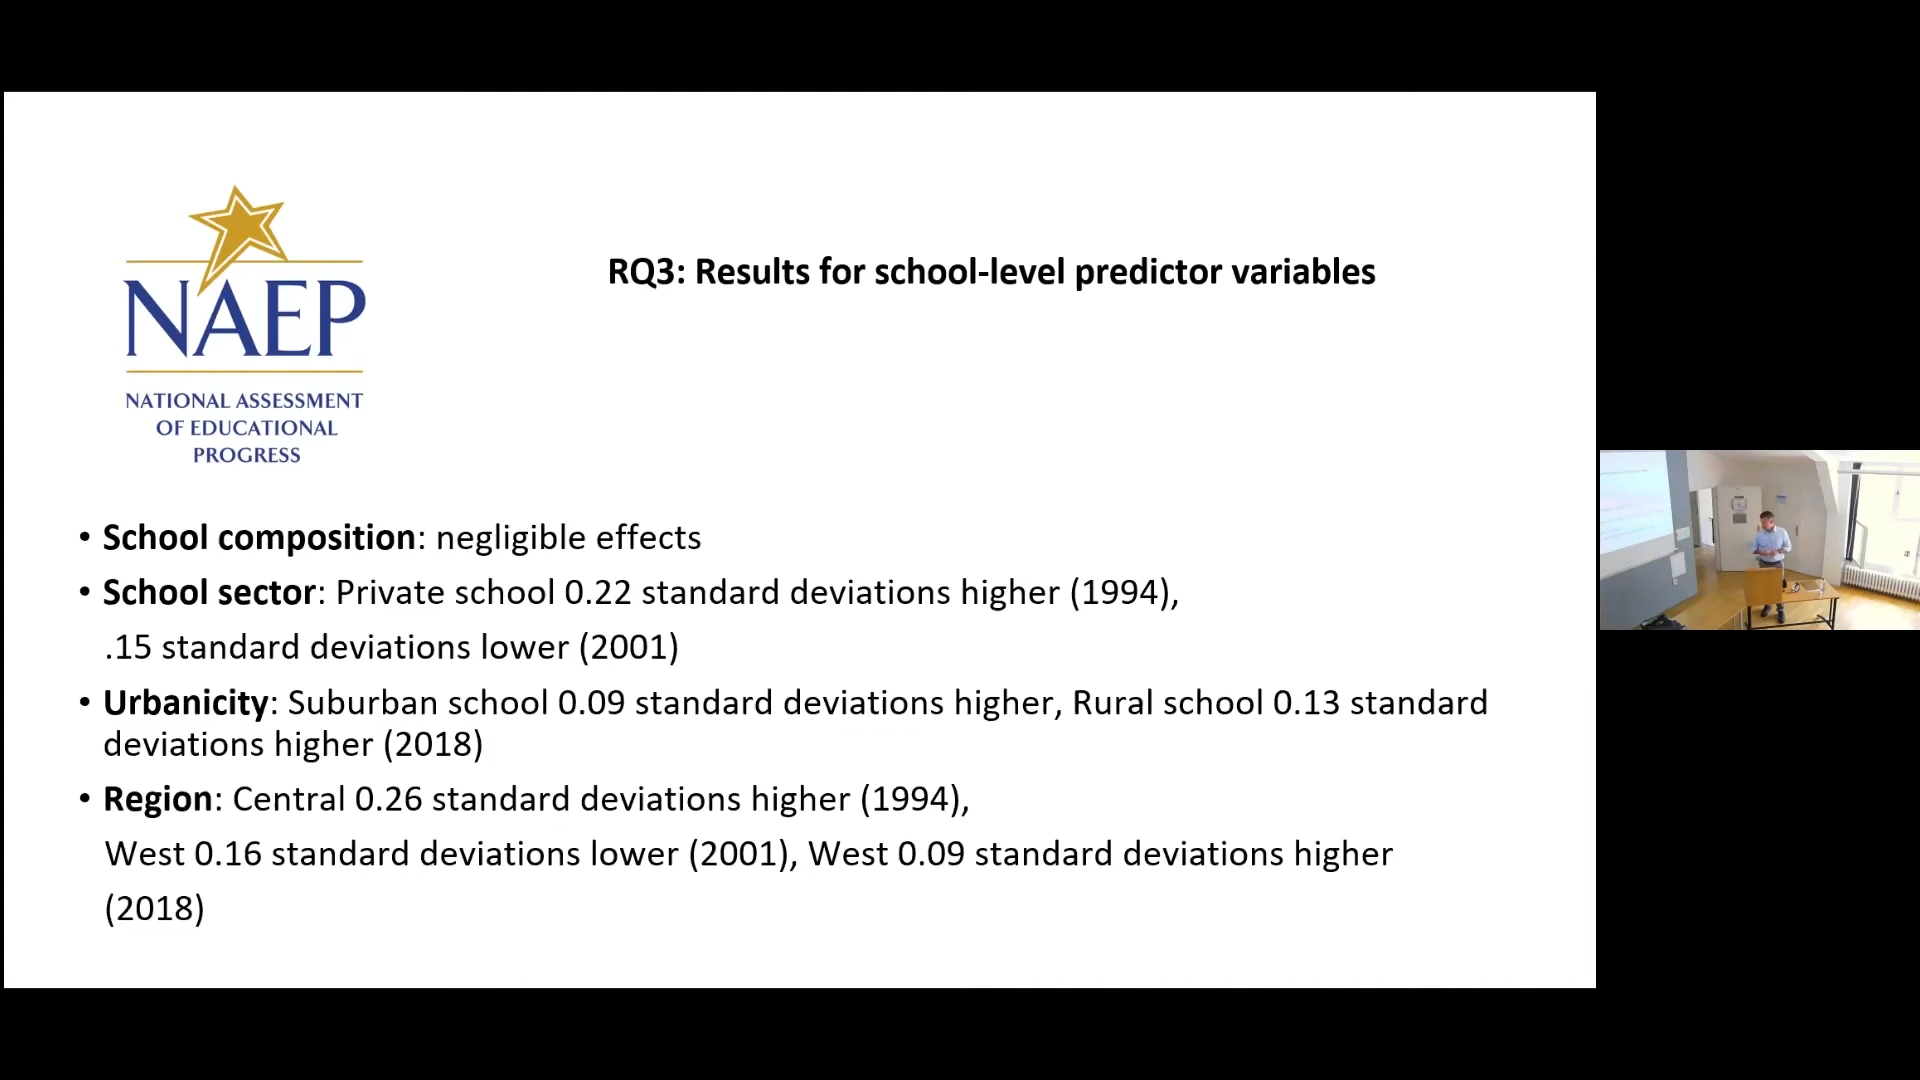 NAEP
NATIONAL ASSESSMENT
OF EDUCATIONAL
PROGRESS
RQ3: Results for school-level predictor variables
• School composition: negligible effects
• School sector: Private school 0.22 standard deviations higher (1994),
.15 standard deviations lower (2001)
• Urbanicity: Suburban school 0.09 standard deviations higher, Rural school 0.13 standard
deviations higher (2018)
• Region: Central 0.26 standard deviations higher (1994),
West 0.16 standard deviations lower (2001), West 0.09 standard deviations higher
(2018)